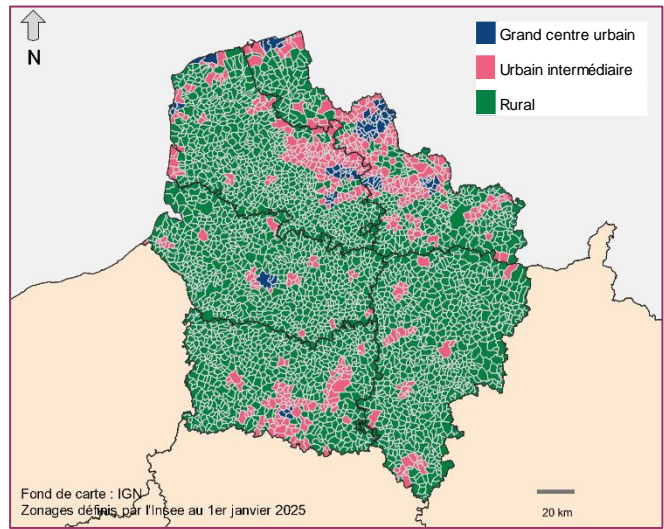 N
Grand centre urbain
Urbain intermédiaire
Rural
Fond de carte : IGN
Zonages définis par l'Insee au 1er janvier 2025
20 km